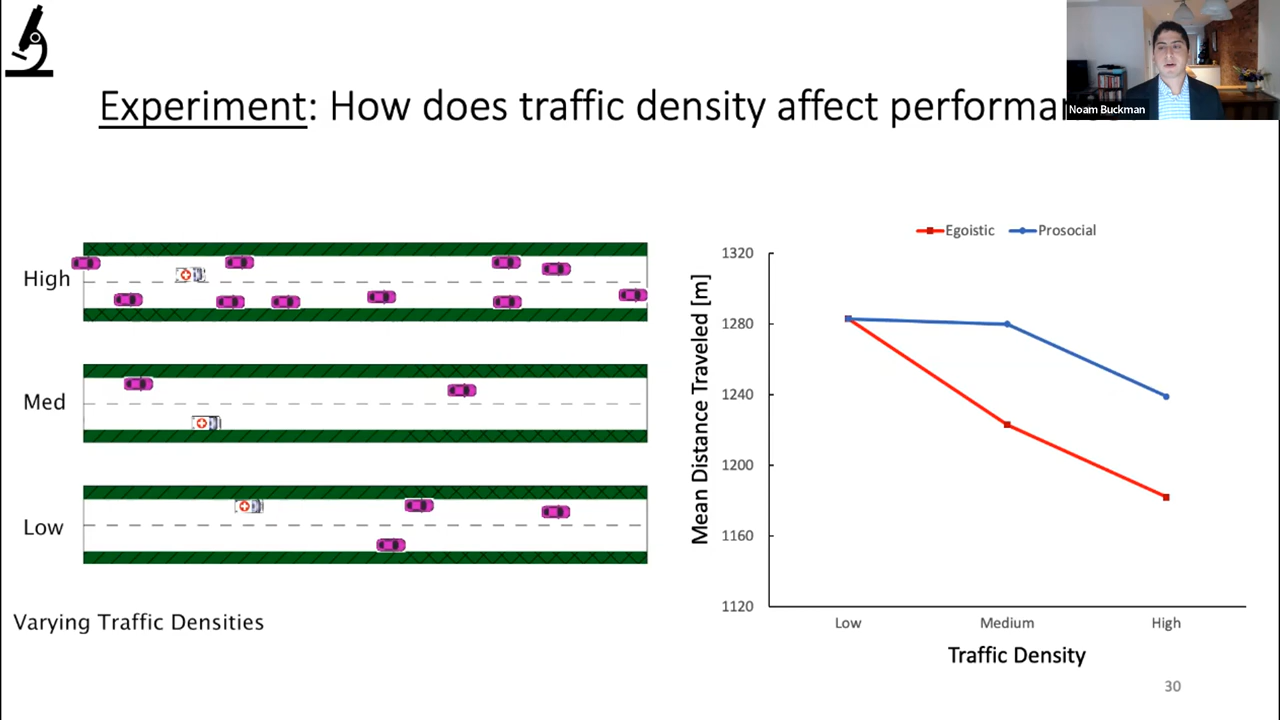 Experiment: How does traffic density affect
Noam Buckman
High
Med
Low
Varying Traffic Densities
Egoistic
Prosocial
Mean Distance Traveled [m]
1320
1280
1240
1200
1160
1120
Low
Medium
High
Traffic Density
30